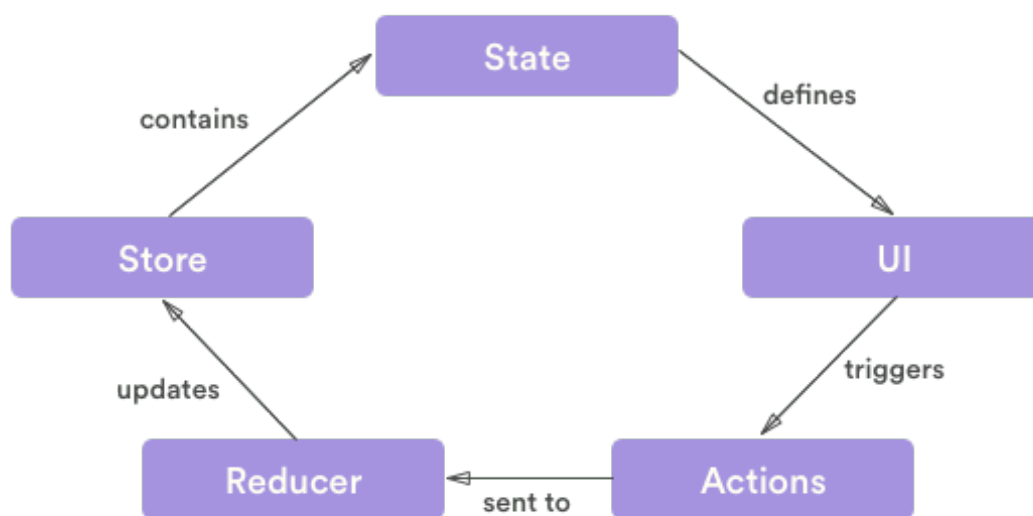 State
defines
contains
Store
UI
triggers
updates
Reducer
sent to
Actions